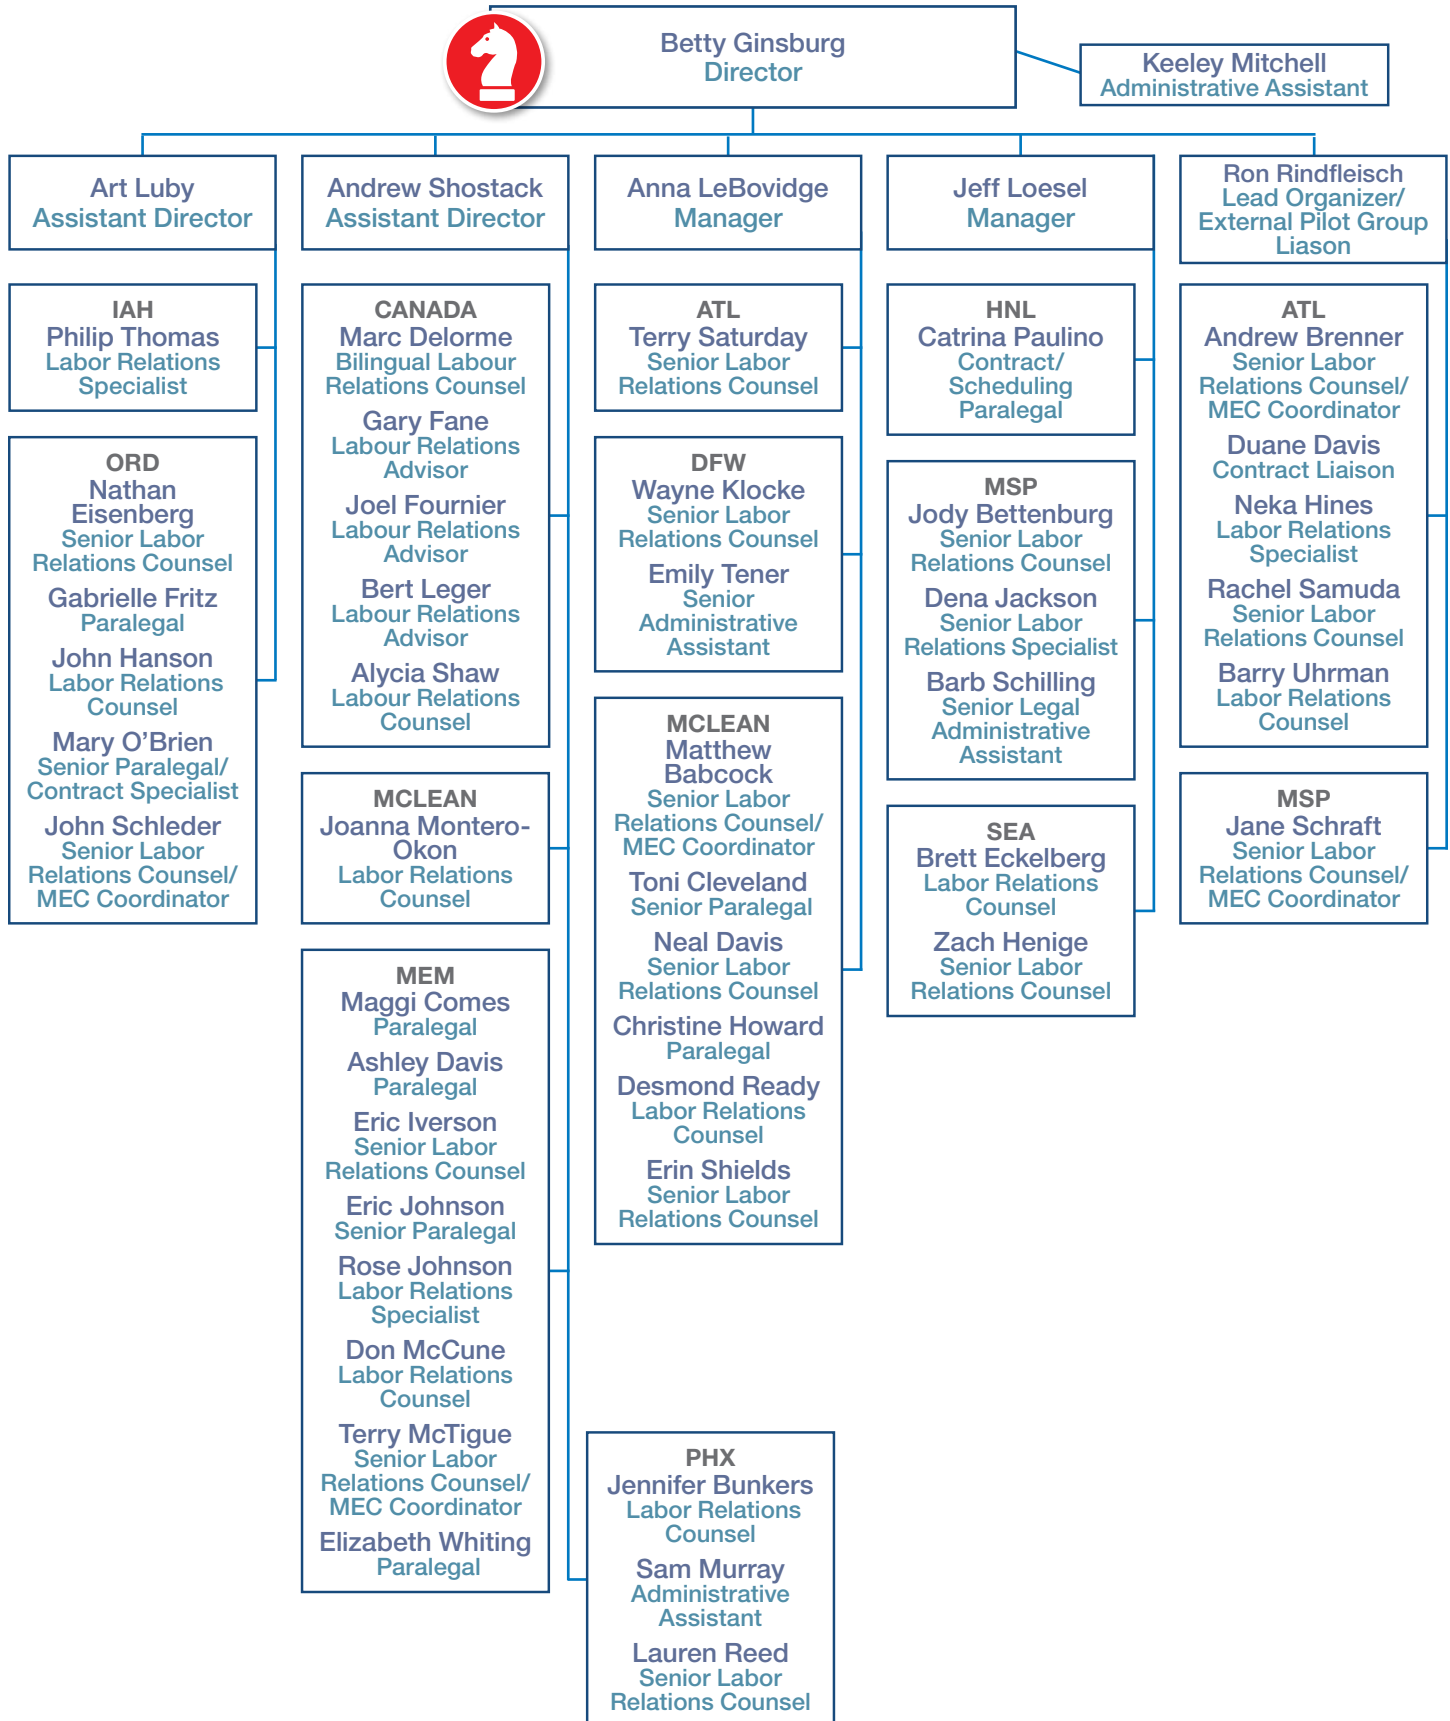 Betty Ginsburg
Director
Keeley Mitchell
Administrative Assistant
Art Luby
Assistant Director
IAH
Philip Thomas
Labor Relations
Specialist
ORD
Nathan
Eisenberg
Senior Labor
Relations Counsel
Gabrielle Fritz
Paralegal
John Hanson
Labor Relations
Counsel
Mary O’Brien
Senior Paralegal/
Contract Specialist
John Schleder
Senior Labor
Relations Counsel/
MEC Coordinator
Andrew Shostack
Assistant Director
CANADA
Marc Delorme
Bilingual Labour
Relations Counsel
Gary Fane
Labour Relations
Advisor
Joel Fournier
Labour Relations
Advisor
Bert Leger
Labour Relations
Advisor
Alycia Shaw
Labour Relations
Counsel
MCLEAN
Joanna Montero-
Okon
Labor Relations
Counsel
MEM
Maggi Comes
Paralegal
Ashley Davis
Paralegal
Eric Iverson
Senior Labor
Relations Counsel
Eric Johnson
Senior Paralegal
Rose Johnson
Labor Relations
Specialist
Don McCune
Labor Relations
Counsel
Terry McTigue
Senior Labor
Relations Counsel/
MEC Coordinator
Elizabeth Whiting
Paralegal
PHX
Jennifer Bunkers
Labor Relations
Counsel
Sam Murray
Administrative
Assistant
Lauren Reed
Senior Labor
Relations Counsel
Anna LeBovidge
Manager
ATL
Terry Saturday
Senior Labor
Relations Counsel
DFW
Wayne Klocke
Senior Labor
Relations Counsel
Emily Tener
Senior
Administrative
Assistant
MCLEAN
Matthew
Babcock
Senior Labor
Relations Counsel/
MEC Coordinator
Toni Cleveland
Senior Paralegal
Neal Davis
Senior Labor
Relations Counsel
Christine Howard
Paralegal
Desmond Ready
Labor Relations
Counsel
Erin Shields
Senior Labor
Relations Counsel
Jeff Loesel
Manager
HNL
Catrina Paulino
Contract/
Scheduling
Paralegal
MSP
Jody Bettenburg
Senior Labor
Relations Counsel
Dena Jackson
Senior Labor
Relations Specialist
Barb Schilling
Senior Legal
Administrative
Assistant
SEA
Brett Eckelberg
Labor Relations
Counsel
Zach Henige
Senior Labor
Relations Counsel
Ron Rindfleisch
Lead Organizer/
External Pilot Group
Liason
ATL
Andrew Brenner
Senior Labor
Relations Counsel/
MEC Coordinator
Duane Davis
Contract Liaison
Neka Hines
Labor Relations
Specialist
Rachel Samuda
Senior Labor
Relations Counsel
Barry Uhrman
Labor Relations
Counsel
MSP
Jane Schraft
Senior Labor
Relations Counsel/
MEC Coordinator